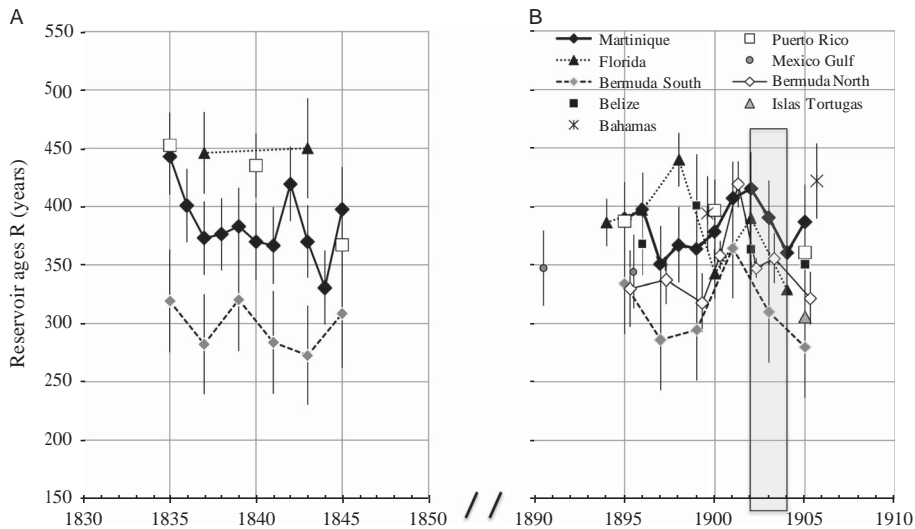 A
B
Reservoir ages R (years)
550
500
450
400
350
300
250
200
150
1830
1835
1840
1845
1850
1890
1895
1900
1905
1910
Martinique
Florida
Bermuda South
Belize
Bahamas
Puerto Rico
Mexico Gulf
Bermuda North
Islas Tortugas